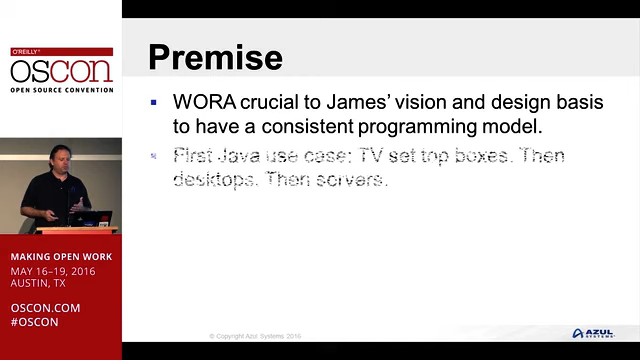 O'REILLY
OSCON
OPEN SOURCE CONVENTION
MAKING OPEN WORK
MAY 16–19, 2016
AUSTIN, TX
OSCON.COM
#OSCON
Premise
WORA crucial to James' vision and design basis
to have a consistent programming model.
First Java use case: TV set top boxes. Then
desktops. Then servers.
© Copyright Azul Systems 2016
AZUL
SYSTEMS